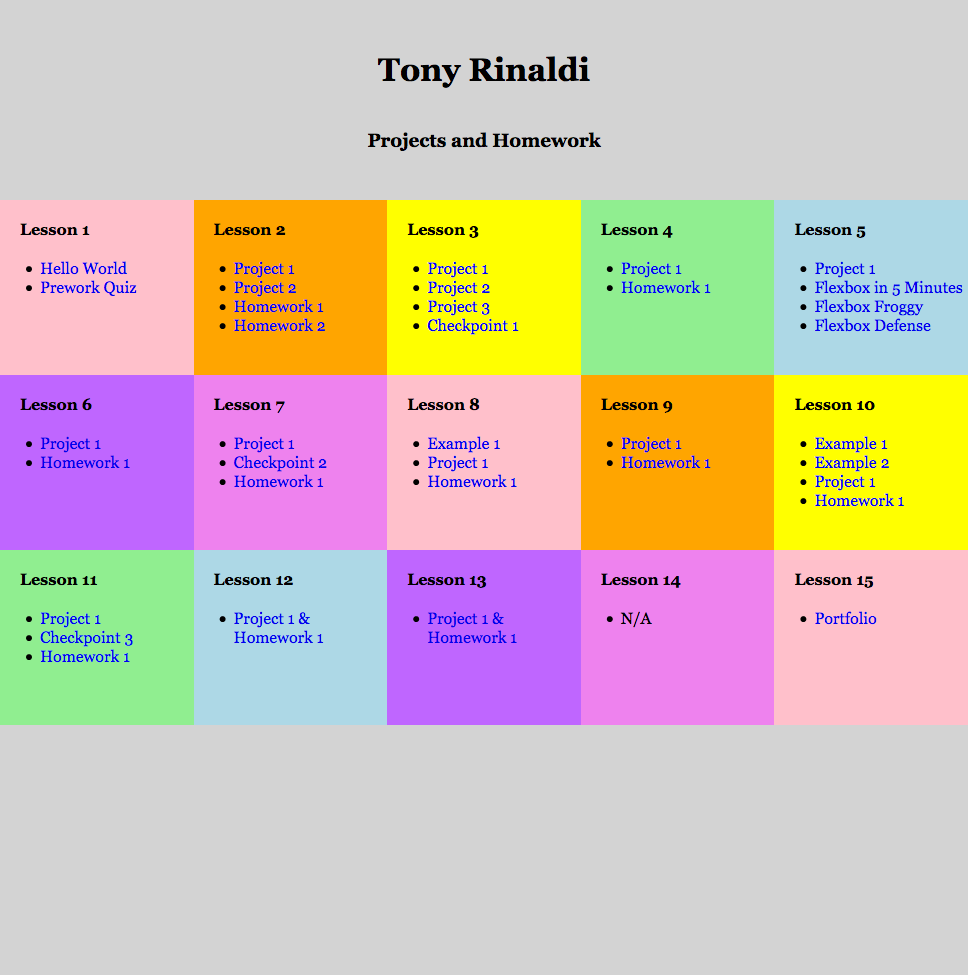 Tony Rinaldi
Projects and Homework
Lesson 1
Hello World
Prework Quiz
Lesson 2
Project 1
Project 2
Homework 1
Homework 2
Lesson 3
Project 1
Project 2
Project 3
Checkpoint 1
Lesson 4
Project 1
Homework 1
Lesson 5
Project 1
Flexbox in 5 Minutes
Flexbox Froggy
Flexbox Defense
Lesson 6
Project 1
Homework 1
Lesson 7
Project 1
Checkpoint 2
Homework 1
Lesson 8
Example 1
Project 1
Homework 1
Lesson 9
Project 1
Homework 1
Lesson 10
Example 1
Example 2
Project 1
Homework 1
Lesson 11
Project 1
Checkpoint 3
Homework 1
Lesson 12
Project 1 &
Homework 1
Lesson 13
Project 1 &
Homework 1
Lesson 14
N/A
Lesson 15
Portfolio